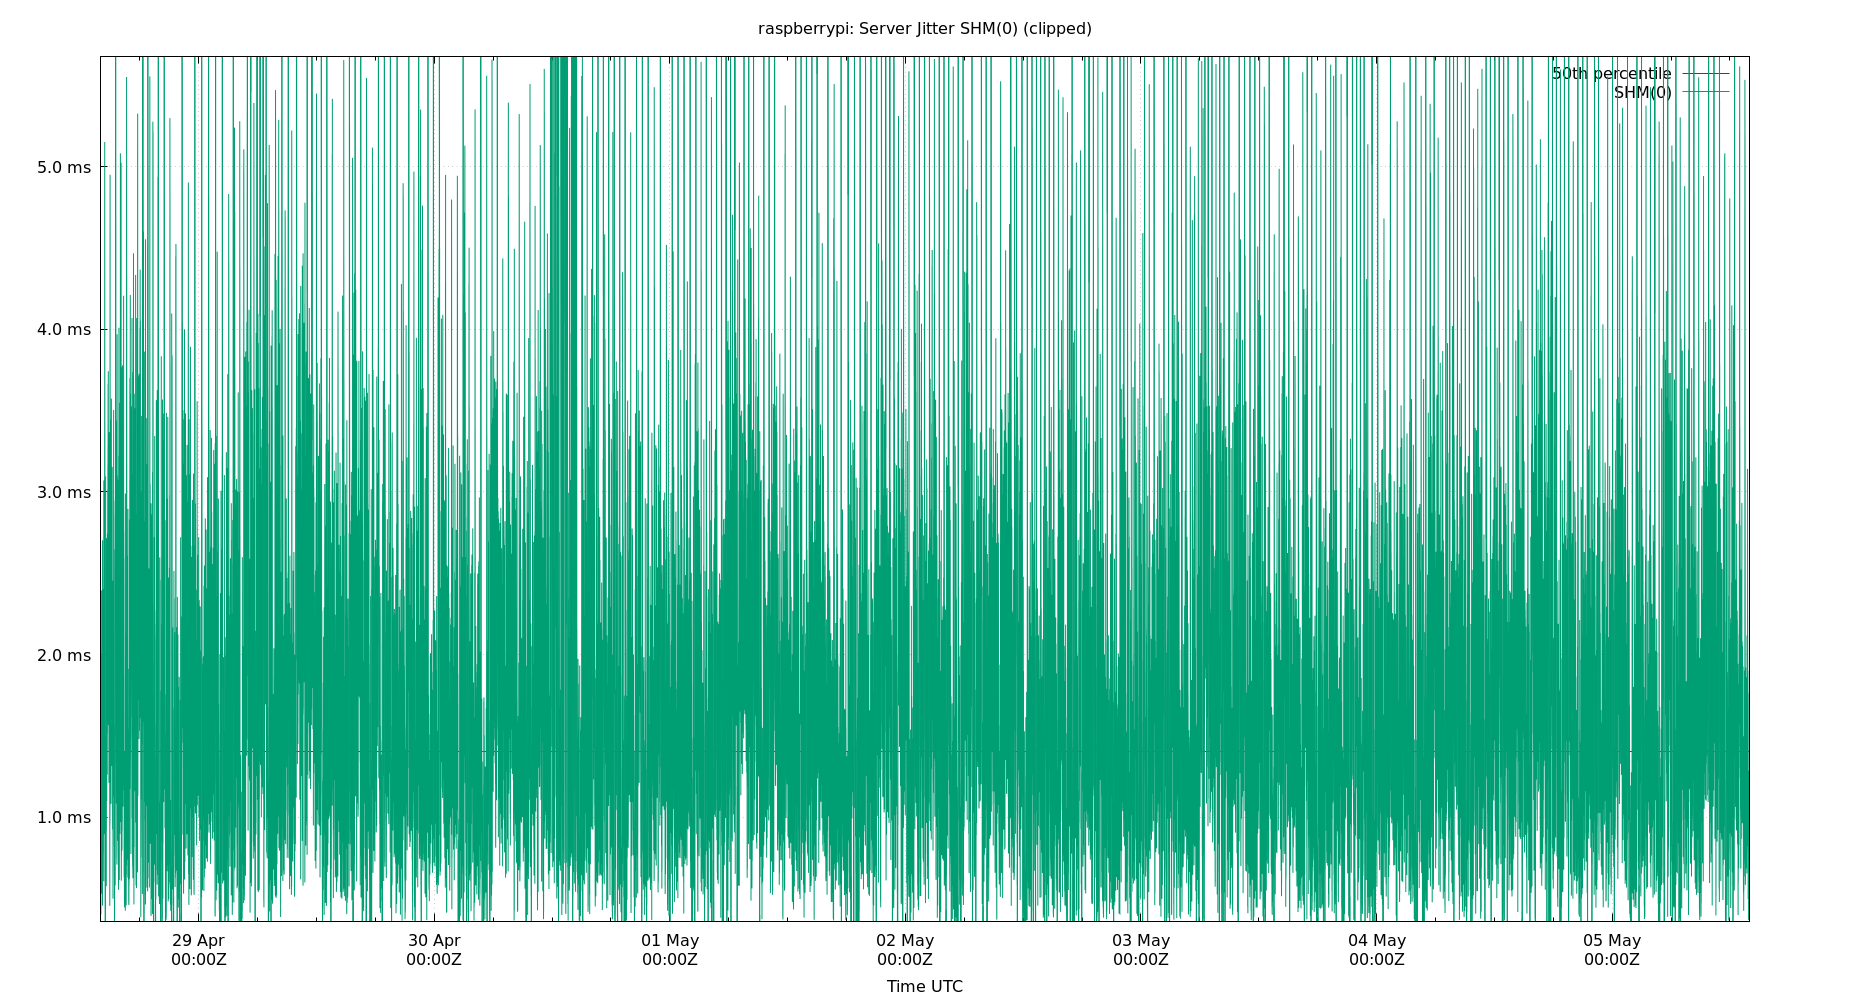 raspberrypi: Server Jitter SHM(0) (clipped)
50th percentile
SHM(0)
5.0 ms
4.0 ms
3.0 ms
2.0 ms
1.0 ms
29 Apr 30 Apr 01 May 02 May 03 May 04 May 05 May
00:00Z 00:00Z 00:00Z 00:00Z 00:00Z 00:00Z 00:00Z
Time UTC